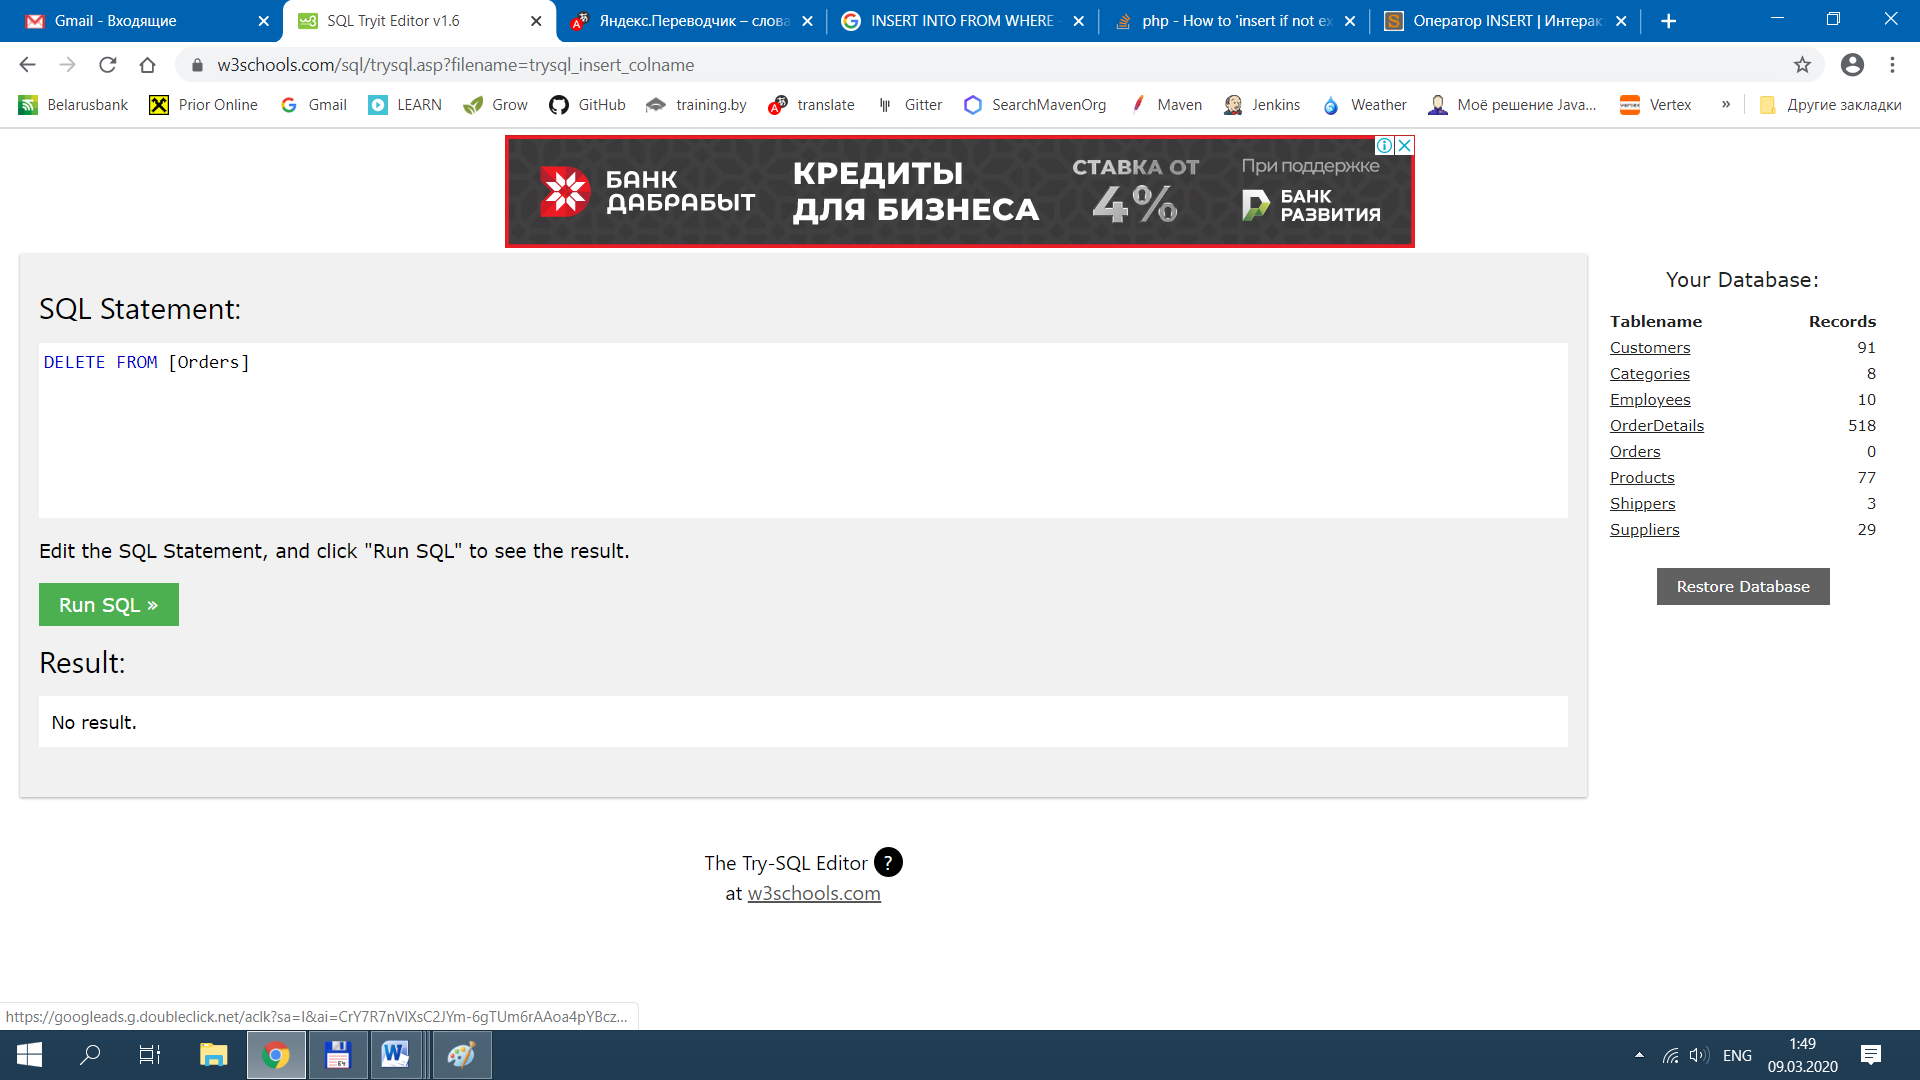 Gmail - Входящие
SQL Tryit Editor v1.6
Яндекс.Переводчик – слова
INSERT INTO FROM WHERE -
php - How to 'insert if not ex
Оператор INSERT | Интерак
w3schools.com/sql/trysql.asp?filename=trysql_insert_colname
Belarusbank
Prior Online
Gmail
LEARN
Grow
GitHub
training.by
translate
Gitter
SearchMavenOrg
Maven
Jenkins
Weather
Моё решение Java...
Vertex
»
Другие закладки
БАНК
ДАБРАБЫТ
КРЕДИТЫ
ДЛЯ БИЗНЕСА
СТАВКА ОТ
4%
При поддержке
БАНК
РАЗВИТИЯ
SQL Statement:
DELETE FROM [Orders]
Edit the SQL Statement, and click "Run SQL" to see the result.
Run SQL »
Result:
No result.
Your Database:
Tablename Records
Customers 91
Categories 8
Employees 10
OrderDetails 518
Orders 0
Products 77
Shippers 3
Suppliers 29
Restore Database
The Try-SQL Editor ?
at w3schools.com
https://googleads.g.doubleclick.net/aclk?sa=l&ai=CrY7R7nVlXsC2JYm-6gTUm6rAAoa4pYBcz...
64
ENG
1:49
09.03.2020